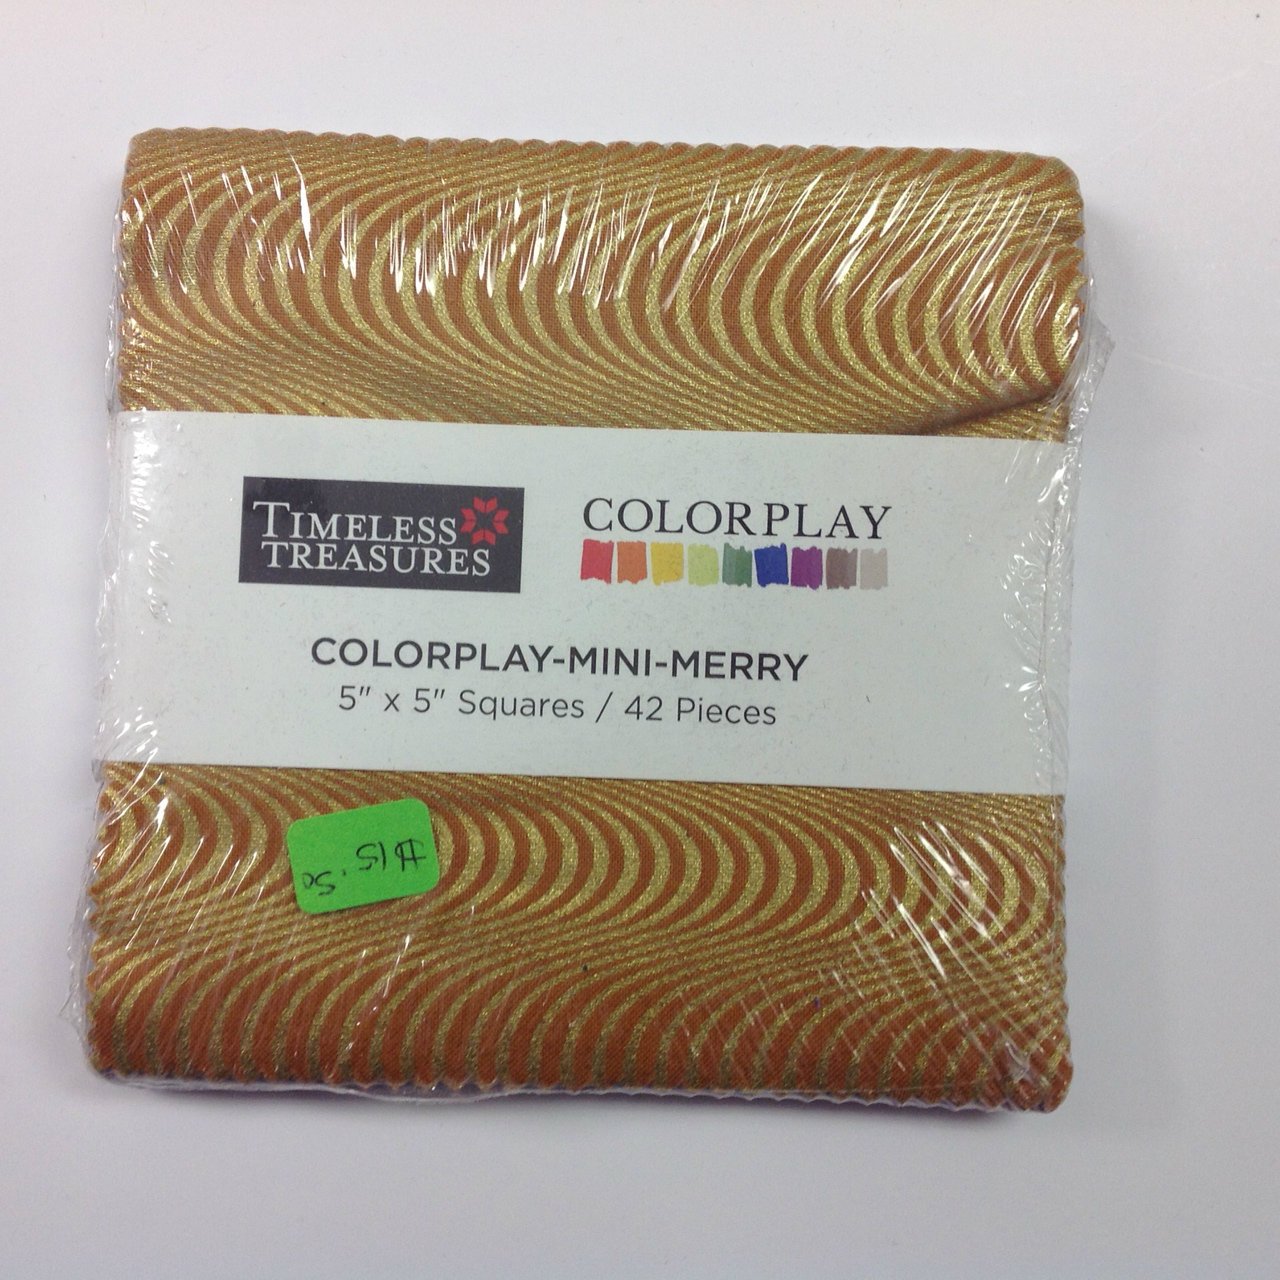 TIMELESS
TREASURES
COLORPLAY
COLORPLAY-MINI-MERRY
5" x 5" Squares / 42 Pieces
$15.50